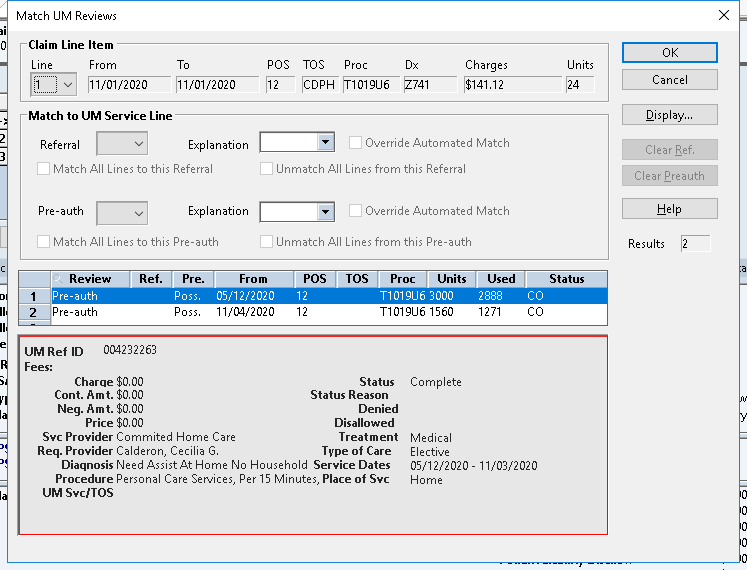 Match UM Reviews
Claim Line Item
Line From To POS TOS Proc Dx Charges Units
1 11/01/2020 11/01/2020 12 CDPH T1019U6 Z741 $141.12 24
OK
Cancel
Display...
Clear Ref.
Clear Preauth
Help
Results 2
Match to UM Service Line
Referral Explanation Override Automated Match
Match All Lines to this Referral Unmatch All Lines from this Referral
Pre-auth Explanation Override Automated Match
Match All Lines to this Pre-auth Unmatch All Lines from this Pre-auth
Review Ref. Pre. From POS TOS Proc Units Used Status
1 Pre-auth Poss. 05/12/2020 12 T1019U6 3000 2888 CO
2 Pre-auth Poss. 11/04/2020 12 T1019U6 1560 1271 CO
UM Ref ID 004232263
Fees:
Charge $0.00 Status Complete
Cont. Amt. $0.00 Status Reason
Neg. Amt. $0.00 Denied
Price $0.00 Disallowed
Svc Provider Commited Home Care Treatment Medical
Req. Provider Calderon, Cecilia G. Type of Care Elective
Diagnosis Need Assist At Home No Household Service Dates 05/12/2020 - 11/03/2020
Procedure Personal Care Services, Per 15 Minutes, Place of Svc Home
UM Svc/TOS